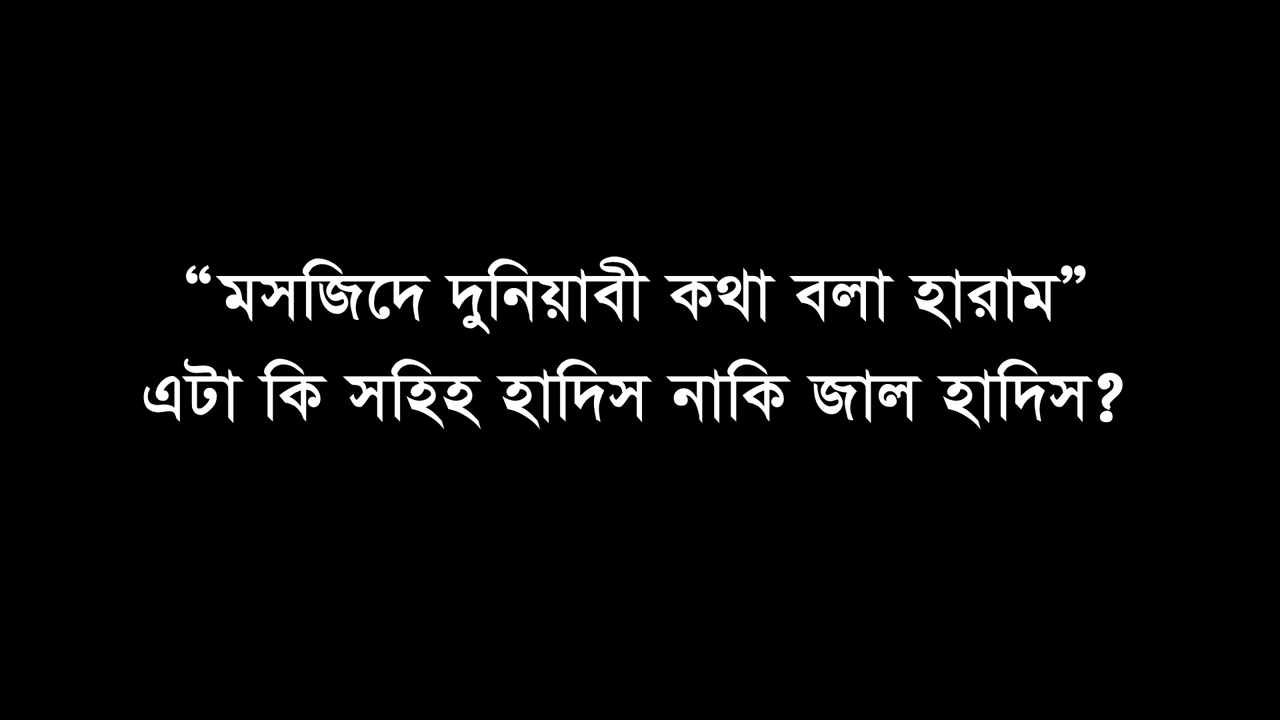 “মসজিদে দুনিয়াবী কথা বলা হারাম”
এটা কি সহিহ হাদিস নাকি জাল হাদিস?